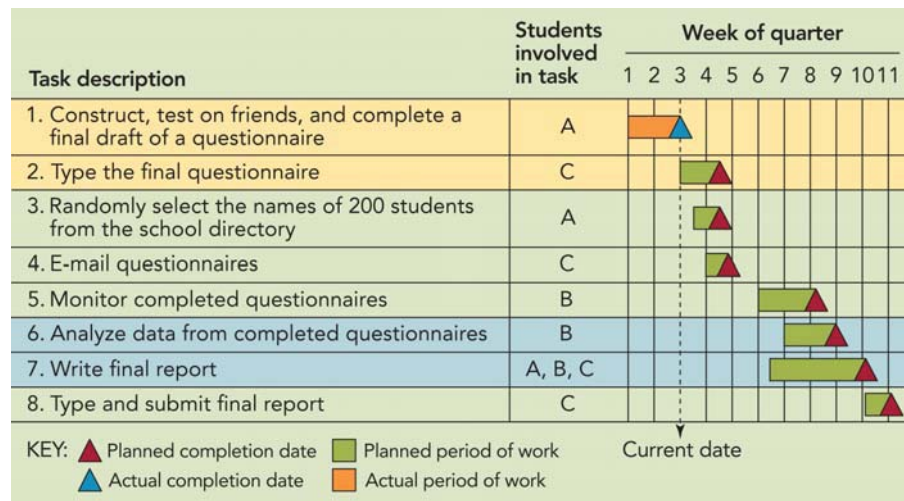 Task description
Students
involved
in task
Week of quarter
1 2 3 4 5 6 7 8 9 10 11
1. Construct, test on friends, and complete a
final draft of a questionnaire
A
2. Type the final questionnaire
C
3. Randomly select the names of 200 students
from the school directory
A
4. E-mail questionnaires
C
5. Monitor completed questionnaires
B
6. Analyze data from completed questionnaires
B
7. Write final report
A, B, C
8. Type and submit final report
C
KEY:
Planned completion date
Planned period of work
Actual completion date
Actual period of work
Current date